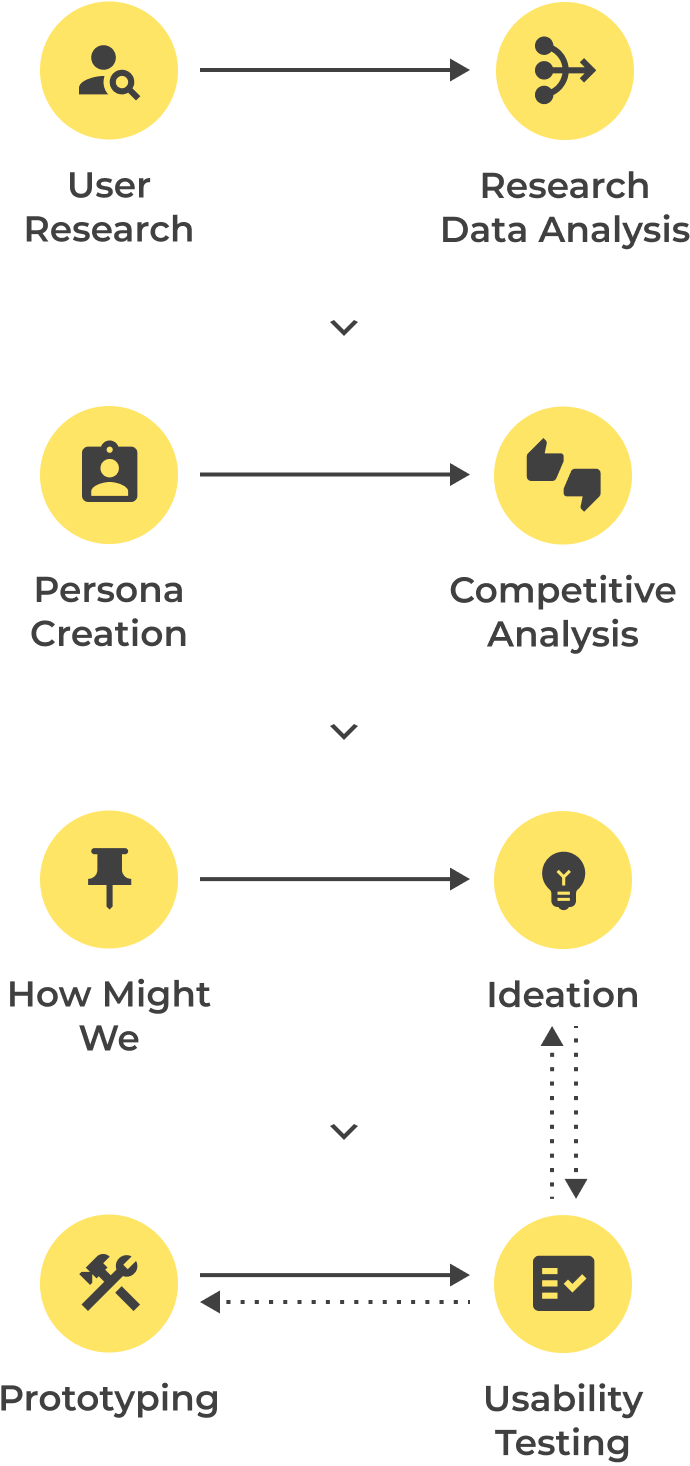 User
Research
Research
Data Analysis
Persona
Creation
Competitive
Analysis
How Might
We
Ideation
Prototyping
Usability
Testing